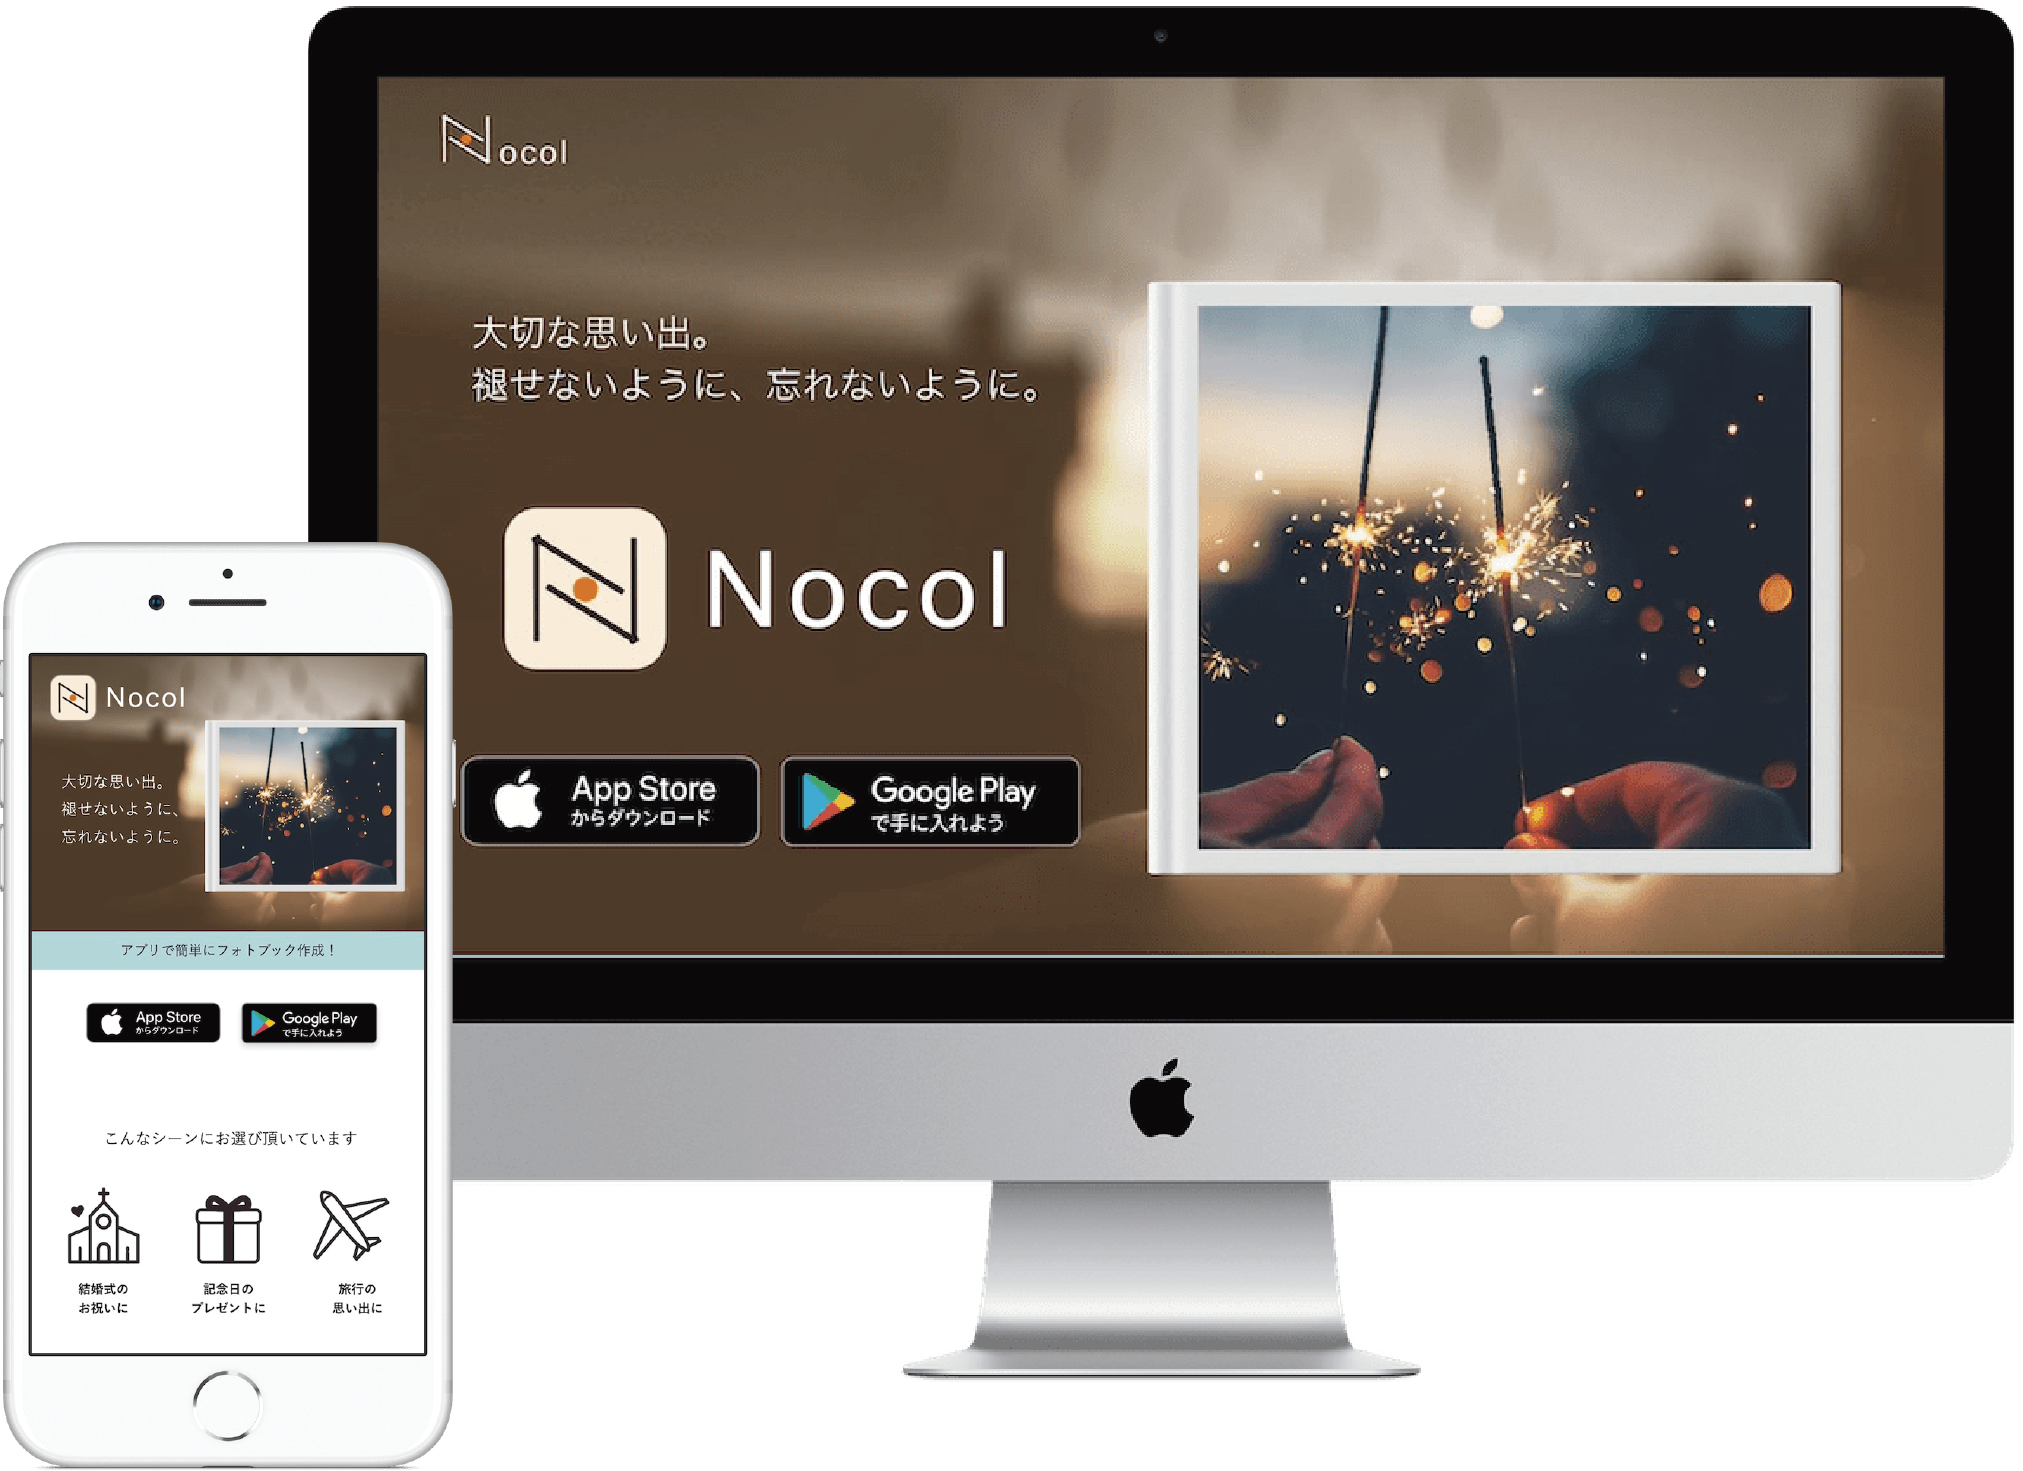 Nocol
大切な思い出。
褪せないように、忘れないように。
Nocol
App Store
からダウンロード
Google Play
で手に入れよう
Nocol
大切な思い出。
褪せないように、
忘れないように。
アプリで簡単にフォトブック作成！
App Store
からダウンロード
Google Play
で手に入れよう
こんなシーンにお選び頂いています
結婚式の
お祝いに
記念日の
プレゼントに
旅行の
思い出に